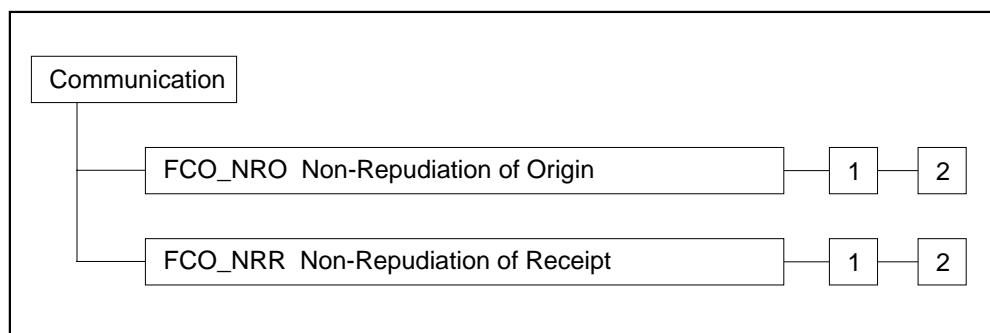 Communication
FCO_NRO Non-Repudiation of Origin 1 2
FCO_NRR Non-Repudiation of Receipt 1 2